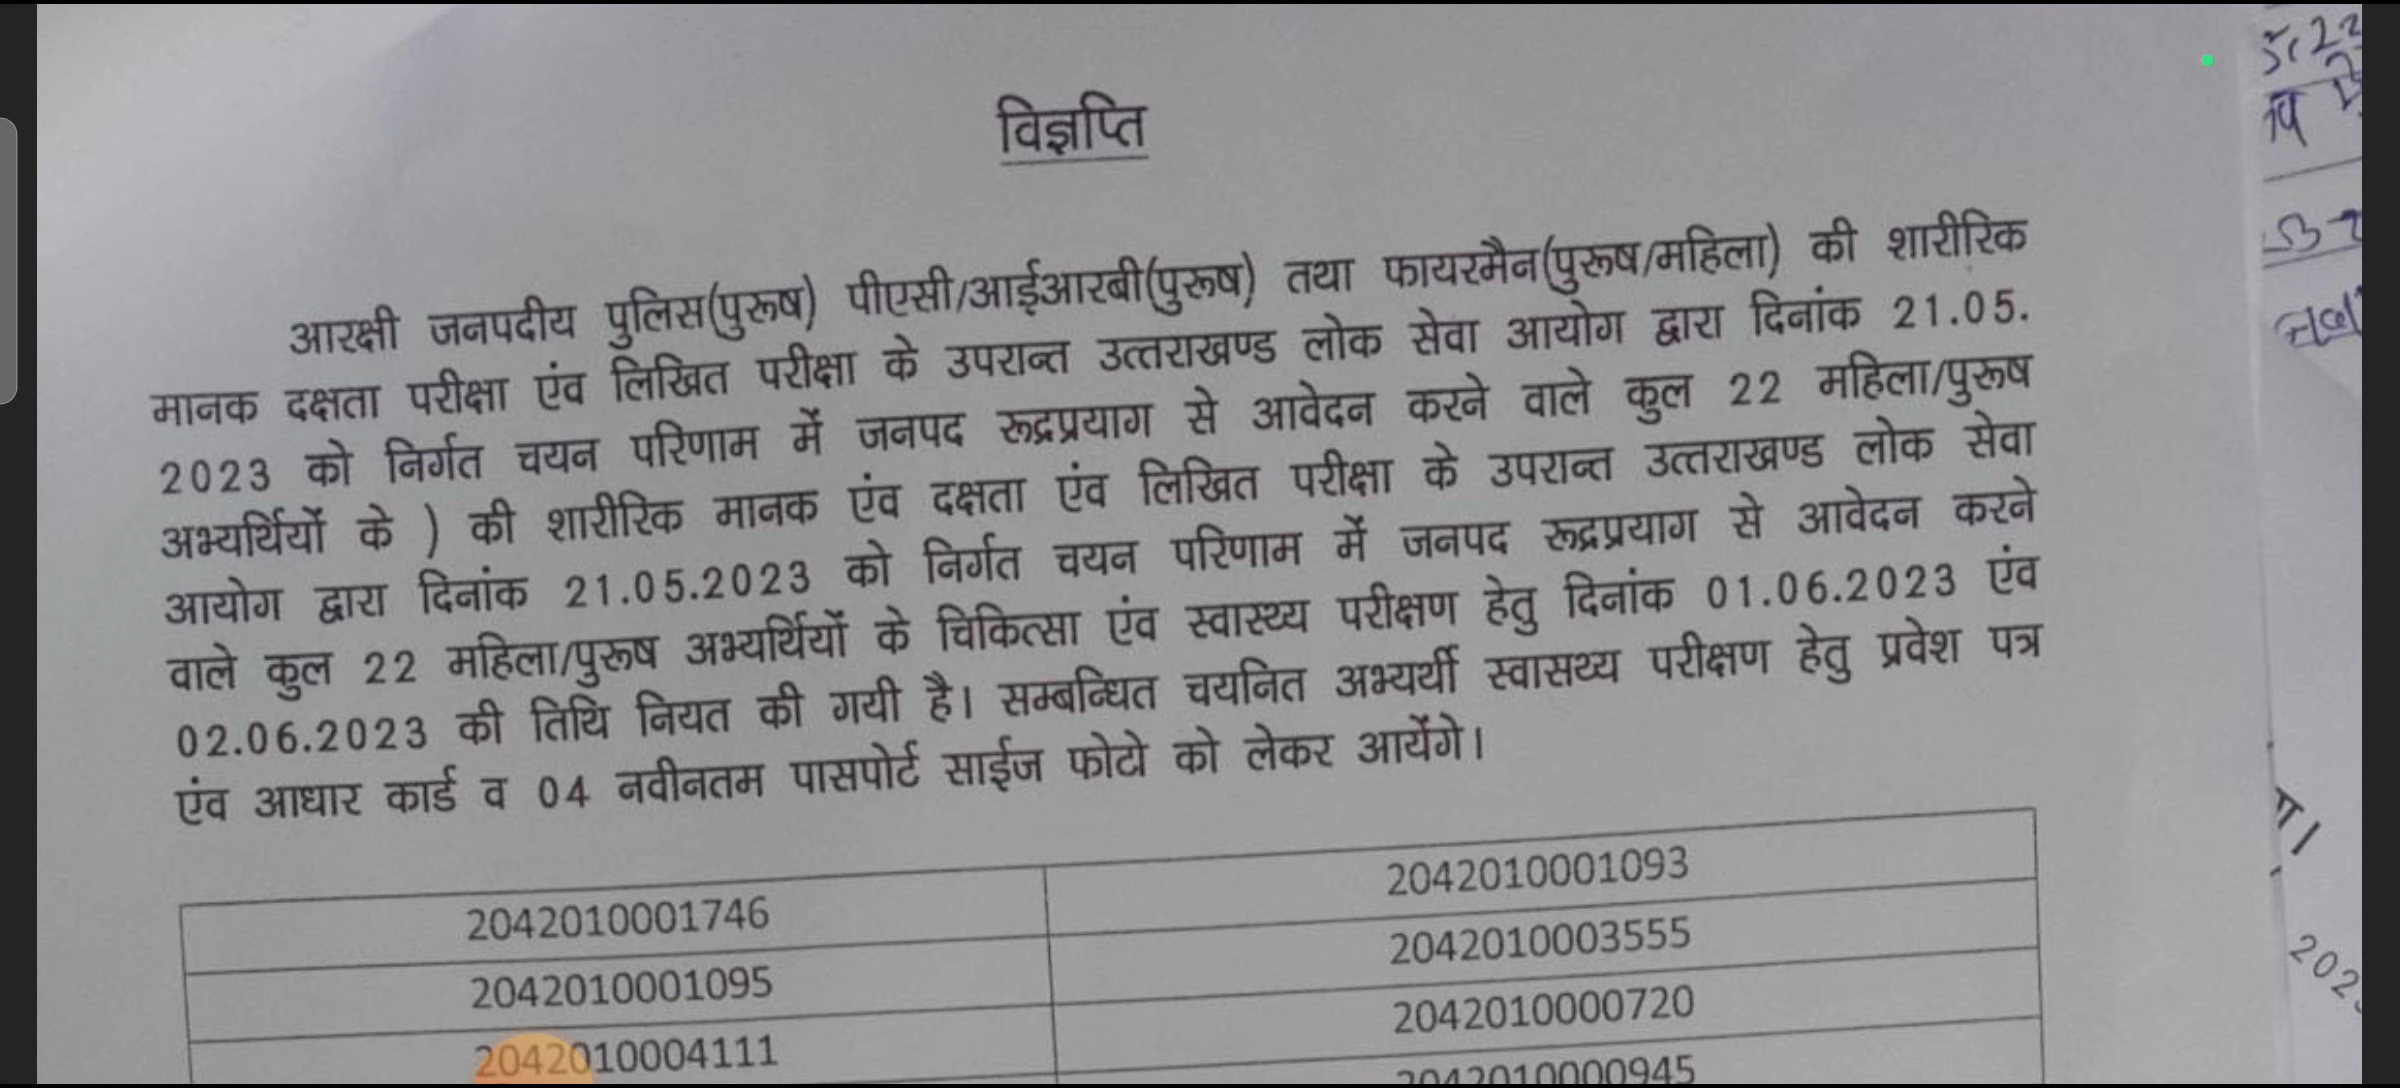 विज्ञप्ति
आरक्षी जनपदीय पुलिस(पुरूष) पीएसी/आईआरबी(पुरूष) तथा फायरमैन(पुरूष/महिला) की शारीरिक
मानक दक्षता परीक्षा एंव लिखित परीक्षा के उपरान्त उत्तराखण्ड लोक सेवा आयोग द्वारा दिनांक 21.05.
2023 को निर्गत चयन परिणाम में जनपद रूद्रप्रयाग से आवेदन करने वाले कुल 22 महिला/पुरूष
अभ्यर्थियों के ) की शारीरिक मानक एंव दक्षता एंव लिखित परीक्षा के उपरान्त उत्तराखण्ड लोक सेवा
आयोग द्वारा दिनांक 21.05.2023 को निर्गत चयन परिणाम में जनपद रूद्रप्रयाग से आवेदन करने
वाले कुल 22 महिला/पुरूष अभ्यर्थियों के चिकित्सा एंव स्वास्थ्य परीक्षण हेतु दिनांक 01.06.2023 एंव
02.06.2023 की तिथि नियत की गयी है। सम्बन्धित चयनित अभ्यर्थी स्वासथ्य परीक्षण हेतु प्रवेश पत्र
एंव आधार कार्ड व 04 नवीनतम पासपोर्ट साईज फोटो को लेकर आयेंगे।
2042010001746 2042010001093
2042010001095 2042010003555
2042010004111 2042010000720
2042010000945